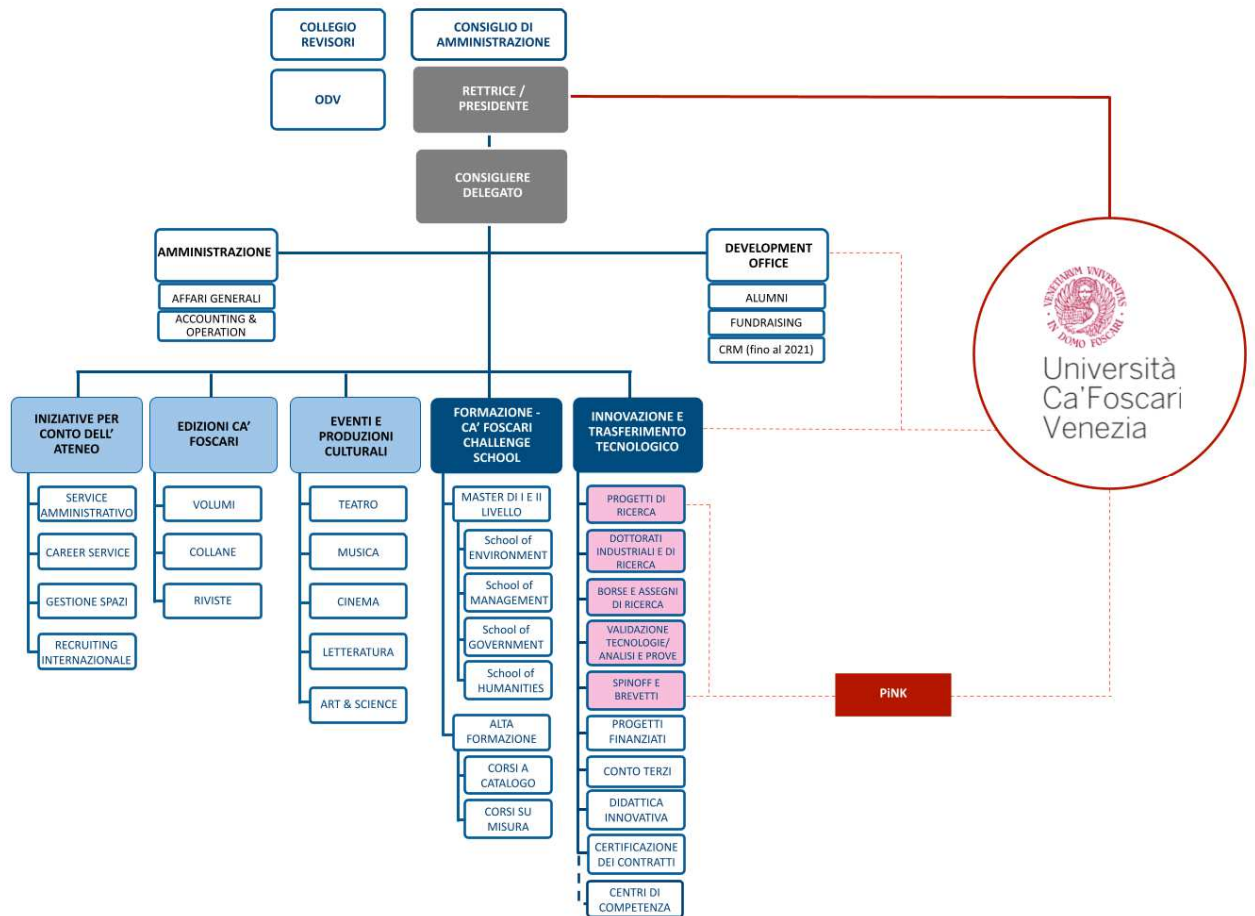 COLLEGIO
REVISORI
CONSIGLIO DI
AMMINISTRAZIONE
ODV
RETTRICE /
PRESIDENTE
CONSIGLIERE
DELEGATO
AMMINISTRAZIONE
AFFARI GENERALI
ACCOUNTING &
OPERATION
DEVELOPMENT
OFFICE
ALUMNI
FUNDRAISING
CRM (fino al 2021)
VENETIARVM VNIVERSITAS
IN DOMO FOSCARI
Università
Ca'Foscari
Venezia
INIZIATIVE PER
CONTO DELL'
ATENEO
SERVICE
AMMINISTRATIVO
CAREER SERVICE
GESTIONE SPAZI
RECRUITING
INTERNAZIONALE
EDIZIONI CA'
FOSCARI
VOLUMI
COLLANE
RIVISTE
EVENTI E
PRODUZIONI
CULTURALI
TEATRO
MUSICA
CINEMA
LETTERATURA
ART & SCIENCE
FORMAZIONE -
CA' FOSCARI
CHALLENGE
SCHOOL
MASTER DI I E II
LIVELLO
School of
ENVIRONMENT
School of
MANAGEMENT
School of
GOVERNMENT
School of
HUMANITIES
ALTA
FORMAZIONE
CORSI A
CATALOGO
CORSI SU
MISURA
INNOVAZIONE E
TRASFERIMENTO
TECNOLOGICO
PROGETTI DI
RICERCA
DOTTORATI
INDUSTRIALI E DI
RICERCA
BORSE E ASSEGNI
DI RICERCA
VALIDAZIONE
TECNOLOGIE/
ANALISI E PROVE
SPINOFF E
BREVETTI
PROGETTI
FINANZIATI
CONTO TERZI
DIDATTICA
INNOVATIVA
CERTIFICAZIONE
DEI CONTRATTI
CENTRI DI
COMPETENZA
PiNK